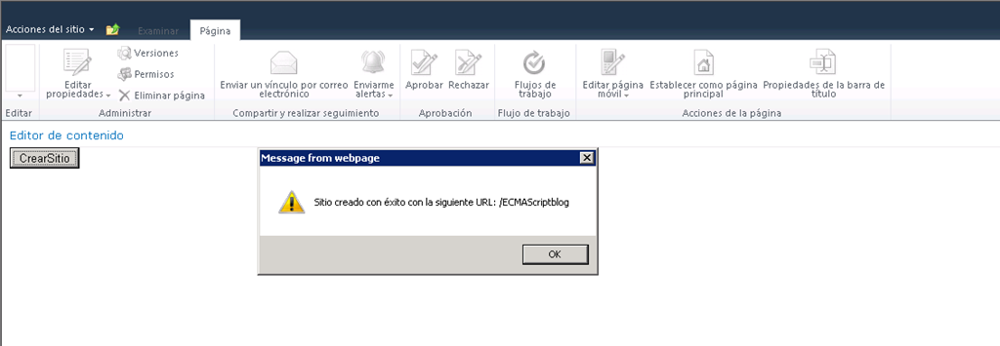 Acciones del sitio
Examinar
Página
Editar
propiedades
Versiones
Permisos
Eliminar página
Enviar un vínculo por correo
electrónico
Enviarme
alertas
Aprobar
Rechazar
Flujos de
trabajo
Editar página
móvil
Establecer como página
principal
Propiedades de la barra de
título
Editar
Administrar
Compartir y realizar seguimiento
Aprobación
Flujo de trabajo
Acciones de la página
Editor de contenido
CrearSitio
Message from webpage
Sitio creado con éxito con la siguiente URL: /ECMAScriptblog
OK